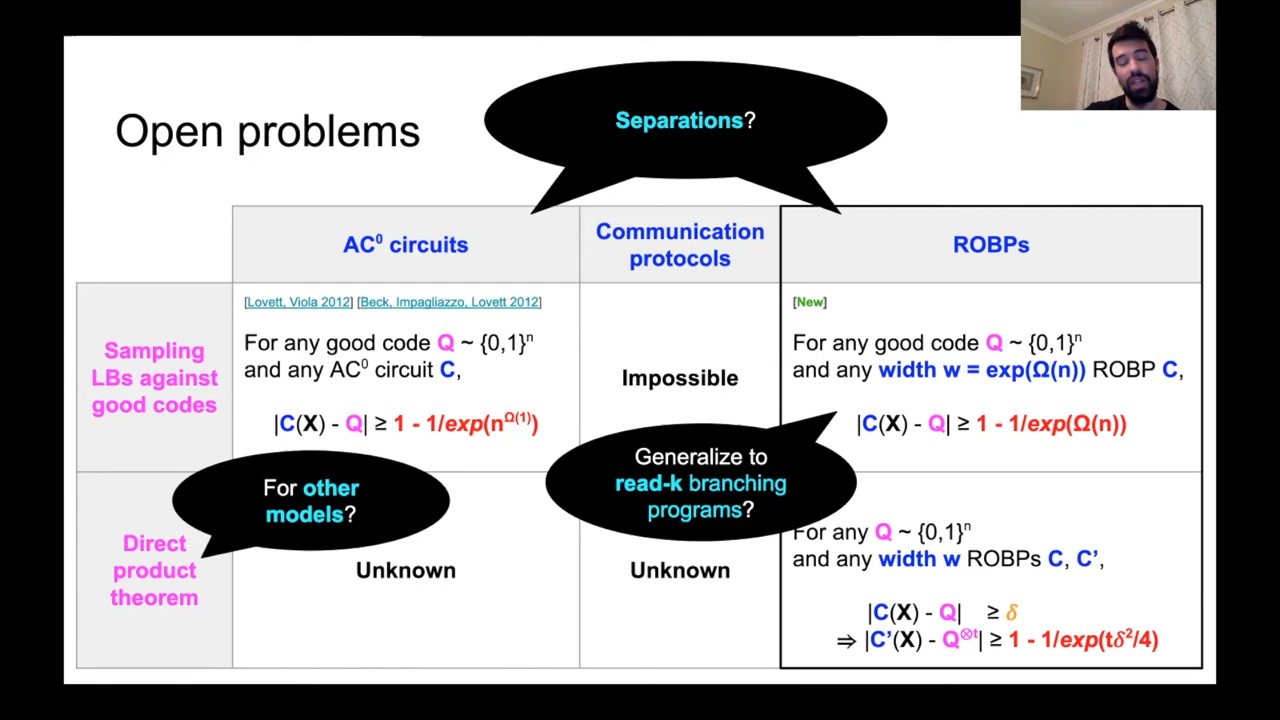 Open problems
Separations?
AC⁰ circuits
Communication
protocols
ROBPs
Sampling
LBs against
good codes
[Lovett, Viola 2012] [Beck, Impagliazzo, Lovett 2012]
For any good code Q ~ {0,1}ⁿ
and any AC⁰ circuit C,
|C(X) - Q| ≥ 1 - 1/exp(n^Ω(1))
Impossible
[New]
For any good code Q ~ {0,1}ⁿ
and any width w = exp(Ω(n)) ROBP C,
|C(X) - Q| ≥ 1 - 1/exp(Ω(n))
For other
models?
Generalize to
read-k branching
programs?
Direct
product
theorem
Unknown
Unknown
For any Q ~ {0,1}ⁿ
and any width w ROBPs C, C’,
|C(X) - Q| ≥ δ
⇒ |C’(X) - Q^⊗t| ≥ 1 - 1/exp(tδ²/4)